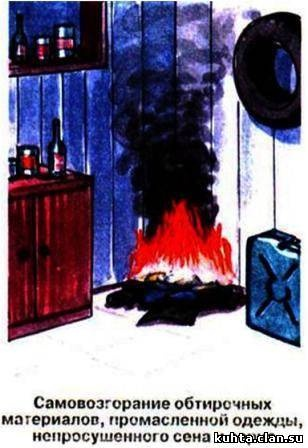 Самовозгорание обтирочных
материалов, промасленной одежды,
непросушенного сена
kuhta.clan.su